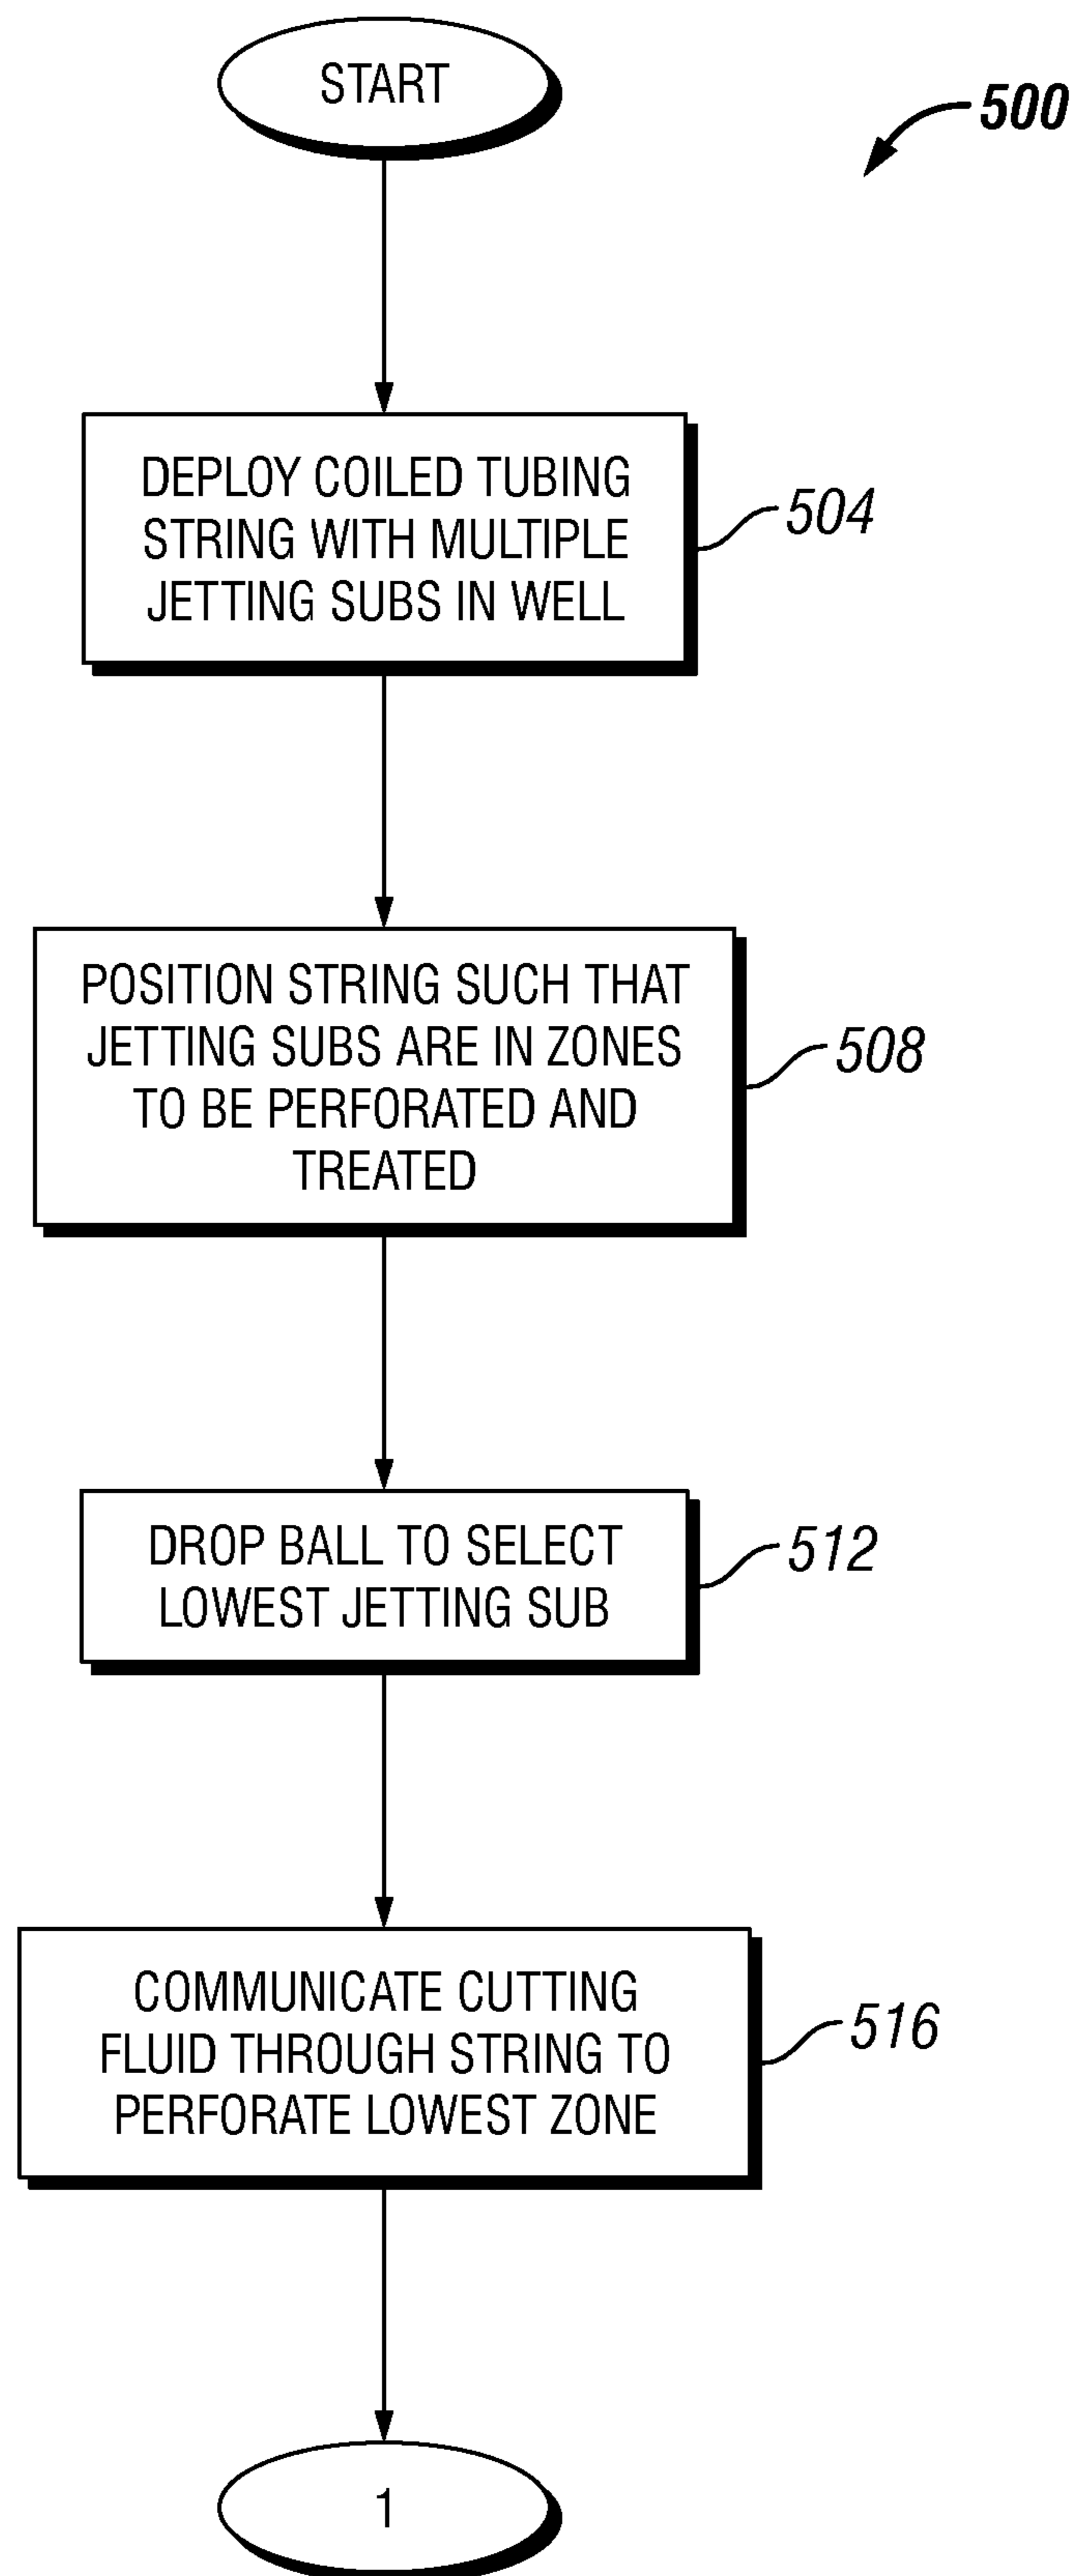 START
500
DEPLOY COILED TUBING
STRING WITH MULTIPLE
JETTING SUBS IN WELL
504
POSITION STRING SUCH THAT
JETTING SUBS ARE IN ZONES
TO BE PERFORATED AND
TREATED
508
DROP BALL TO SELECT
LOWEST JETTING SUB
512
COMMUNICATE CUTTING
FLUID THROUGH STRING TO
PERFORATE LOWEST ZONE
516
1